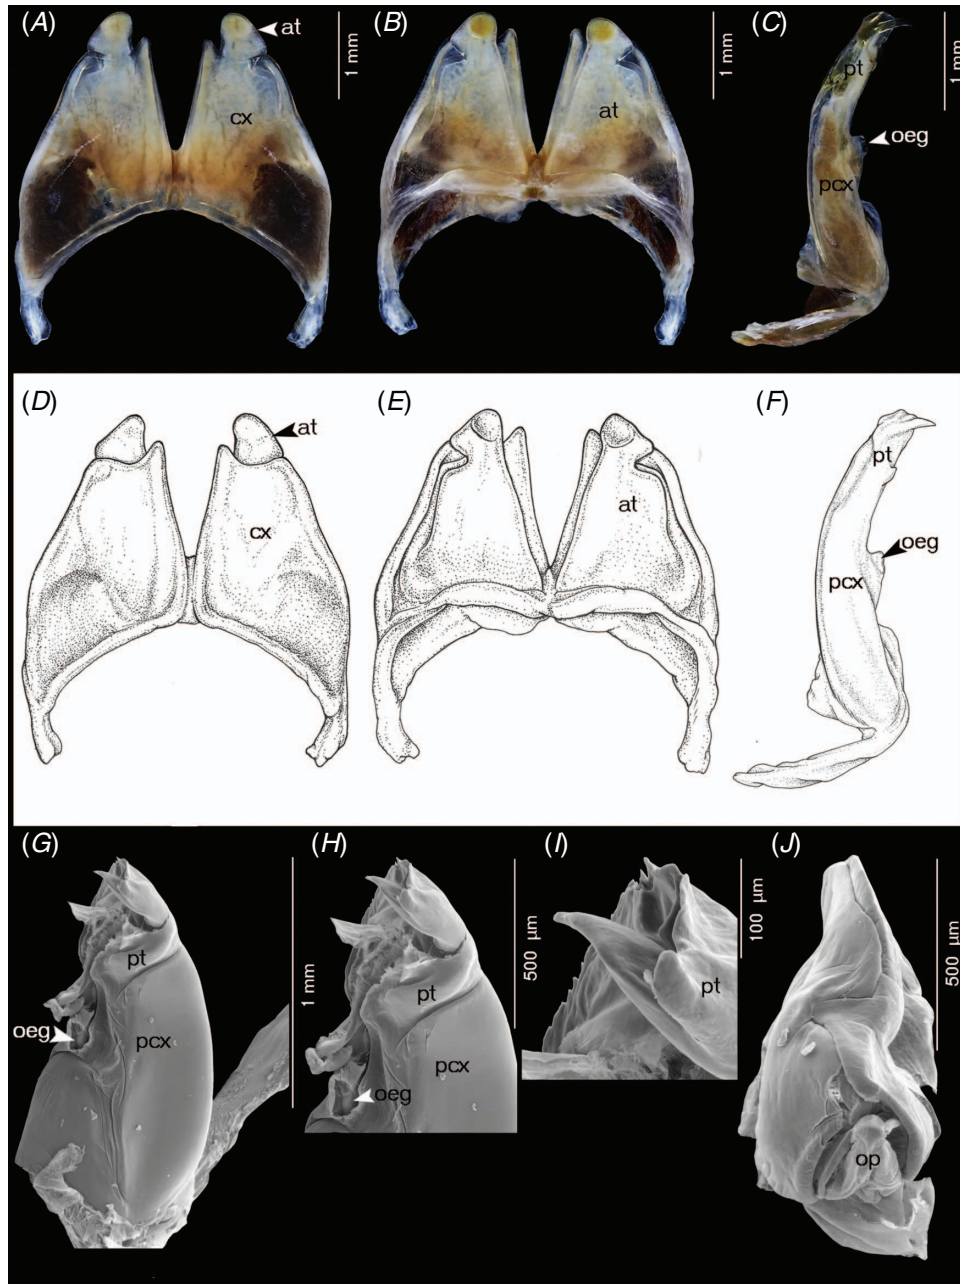 (A)
at
cx
1 mm
(B)
at
1 mm
(C)
pt
oeg
pcx
1 mm
(D)
at
cx
(E)
at
(F)
pt
oeg
pcx
(G)
pt
oeg
pcx
1 mm
(H)
pt
pcx
oeg
500 µm
(I)
pt
100 µm
(J)
op
500 µm